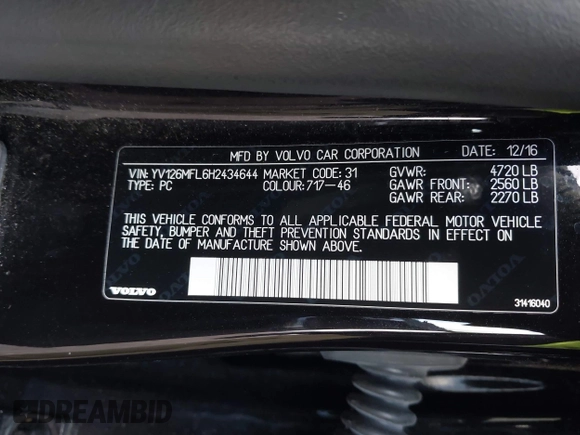 MFD BY VOLVO CAR CORPORATION DATE: 12/16
VIN: YV126MFL6H2434644 MARKET CODE: 31 GVWR: 4720 LB
TYPE: PC COLOUR: 717-46 GAWR FRONT: 2560 LB
GAWR REAR: 2270 LB
THIS VEHICLE CONFORMS TO ALL APPLICABLE FEDERAL MOTOR VEHICLE
SAFETY, BUMPER AND THEFT PREVENTION STANDARDS IN EFFECT ON
THE DATE OF MANUFACTURE SHOWN ABOVE.
VOLVO 31416040
DREAMBID